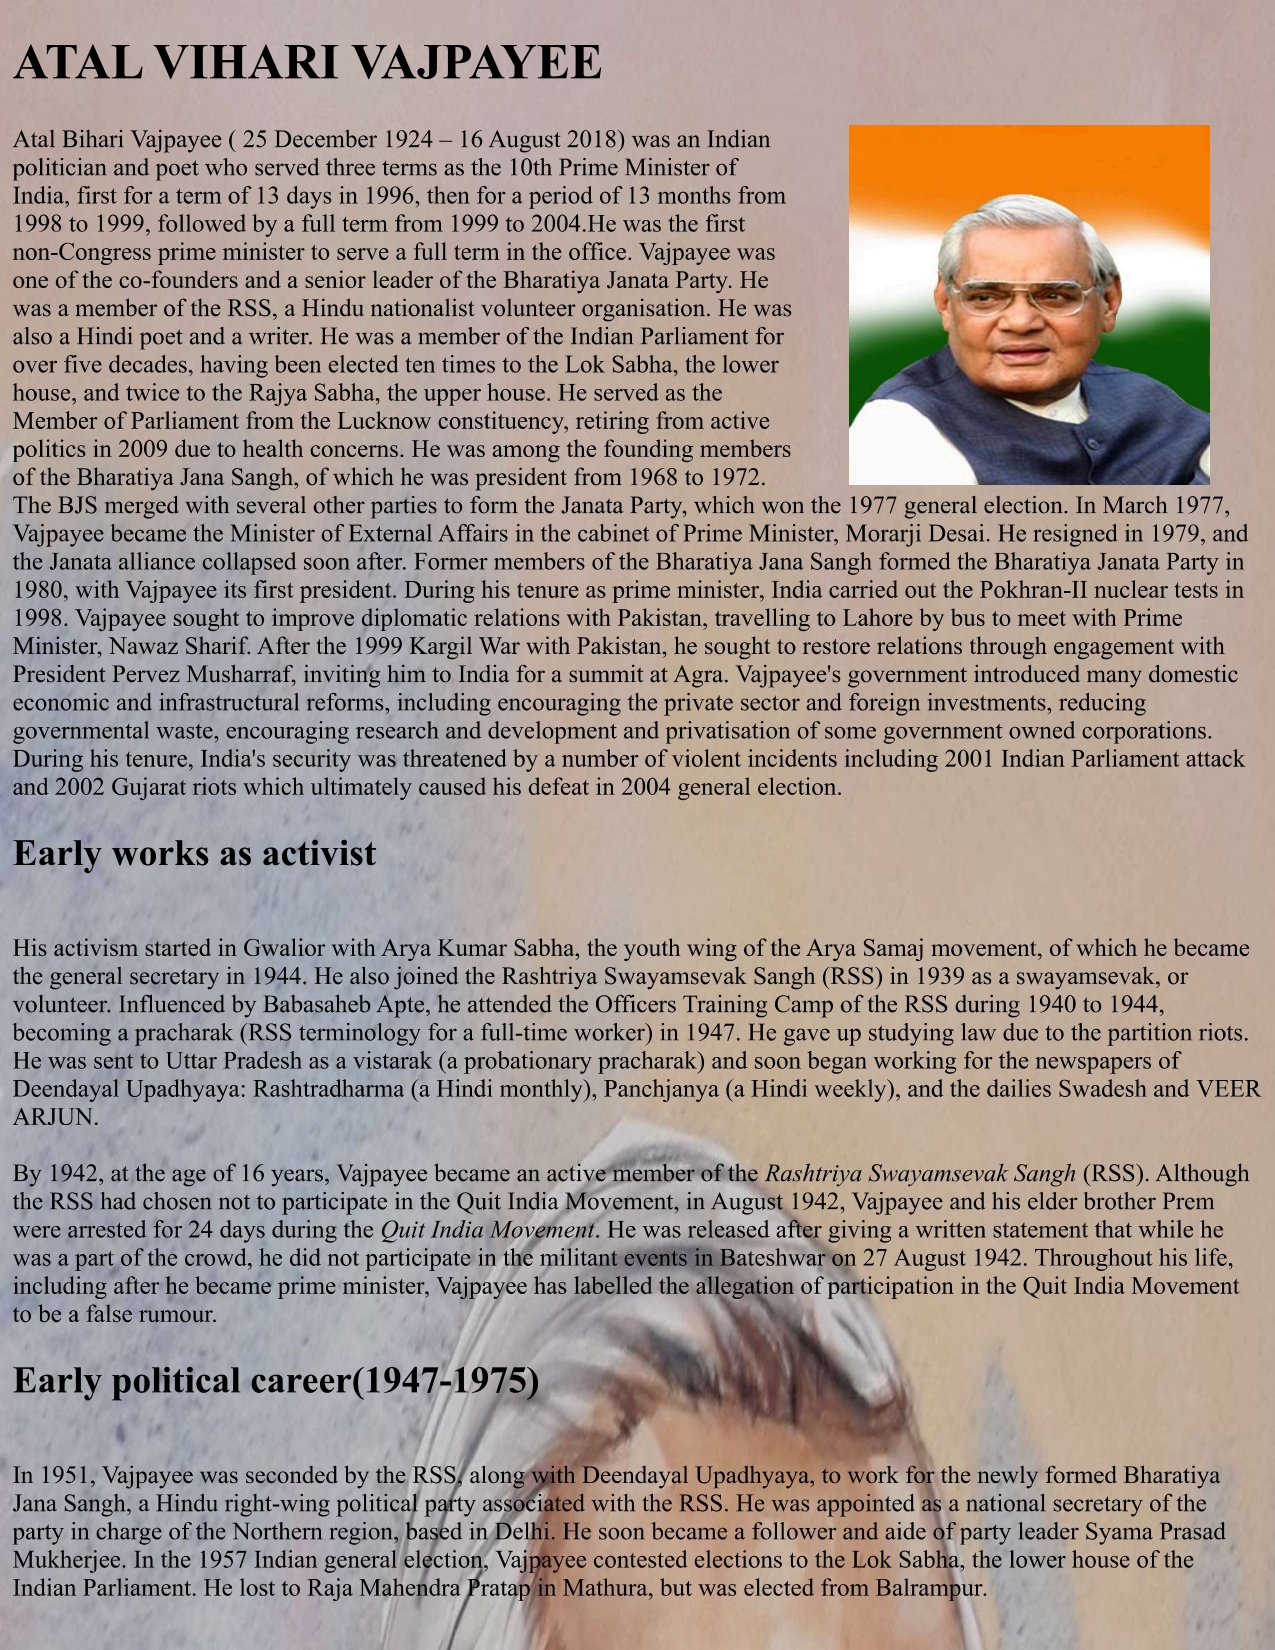 ATAL VIHARI VAJPAYEE
Atal Bihari Vajpayee ( 25 December 1924 – 16 August 2018) was an Indian
politician and poet who served three terms as the 10th Prime Minister of
India, first for a term of 13 days in 1996, then for a period of 13 months from
1998 to 1999, followed by a full term from 1999 to 2004.He was the first
non-Congress prime minister to serve a full term in the office. Vajpayee was
one of the co-founders and a senior leader of the Bharatiya Janata Party. He
was a member of the RSS, a Hindu nationalist volunteer organisation. He was
also a Hindi poet and a writer. He was a member of the Indian Parliament for
over five decades, having been elected ten times to the Lok Sabha, the lower
house, and twice to the Rajya Sabha, the upper house. He served as the
Member of Parliament from the Lucknow constituency, retiring from active
politics in 2009 due to health concerns. He was among the founding members
of the Bharatiya Jana Sangh, of which he was president from 1968 to 1972.
The BJS merged with several other parties to form the Janata Party, which won the 1977 general election. In March 1977,
Vajpayee became the Minister of External Affairs in the cabinet of Prime Minister, Morarji Desai. He resigned in 1979, and
the Janata alliance collapsed soon after. Former members of the Bharatiya Jana Sangh formed the Bharatiya Janata Party in
1980, with Vajpayee its first president. During his tenure as prime minister, India carried out the Pokhran-II nuclear tests in
1998. Vajpayee sought to improve diplomatic relations with Pakistan, travelling to Lahore by bus to meet with Prime
Minister, Nawaz Sharif. After the 1999 Kargil War with Pakistan, he sought to restore relations through engagement with
President Pervez Musharraf, inviting him to India for a summit at Agra. Vajpayee's government introduced many domestic
economic and infrastructural reforms, including encouraging the private sector and foreign investments, reducing
governmental waste, encouraging research and development and privatisation of some government owned corporations.
During his tenure, India's security was threatened by a number of violent incidents including 2001 Indian Parliament attack
and 2002 Gujarat riots which ultimately caused his defeat in 2004 general election.
Early works as activist
His activism started in Gwalior with Arya Kumar Sabha, the youth wing of the Arya Samaj movement, of which he became
the general secretary in 1944. He also joined the Rashtriya Swayamsevak Sangh (RSS) in 1939 as a swayamsevak, or
volunteer. Influenced by Babasaheb Apte, he attended the Officers Training Camp of the RSS during 1940 to 1944,
becoming a pracharak (RSS terminology for a full-time worker) in 1947. He gave up studying law due to the partition riots.
He was sent to Uttar Pradesh as a vistarak (a probationary pracharak) and soon began working for the newspapers of
Deendayal Upadhyaya: Rashtradharma (a Hindi monthly), Panchjanya (a Hindi weekly), and the dailies Swadesh and VEER
ARJUN.
By 1942, at the age of 16 years, Vajpayee became an active member of the Rashtriya Swayamsevak Sangh (RSS). Although
the RSS had chosen not to participate in the Quit India Movement, in August 1942, Vajpayee and his elder brother Prem
were arrested for 24 days during the Quit India Movement. He was released after giving a written statement that while he
was a part of the crowd, he did not participate in the militant events in Bateshwar on 27 August 1942. Throughout his life,
including after he became prime minister, Vajpayee has labelled the allegation of participation in the Quit India Movement
to be a false rumour.
Early political career(1947-1975)
In 1951, Vajpayee was seconded by the RSS, along with Deendayal Upadhyaya, to work for the newly formed Bharatiya
Jana Sangh, a Hindu right-wing political party associated with the RSS. He was appointed as a national secretary of the
party in charge of the Northern region, based in Delhi. He soon became a follower and aide of party leader Syama Prasad
Mukherjee. In the 1957 Indian general election, Vajpayee contested elections to the Lok Sabha, the lower house of the
Indian Parliament. He lost to Raja Mahendra Pratap in Mathura, but was elected from Balrampur.